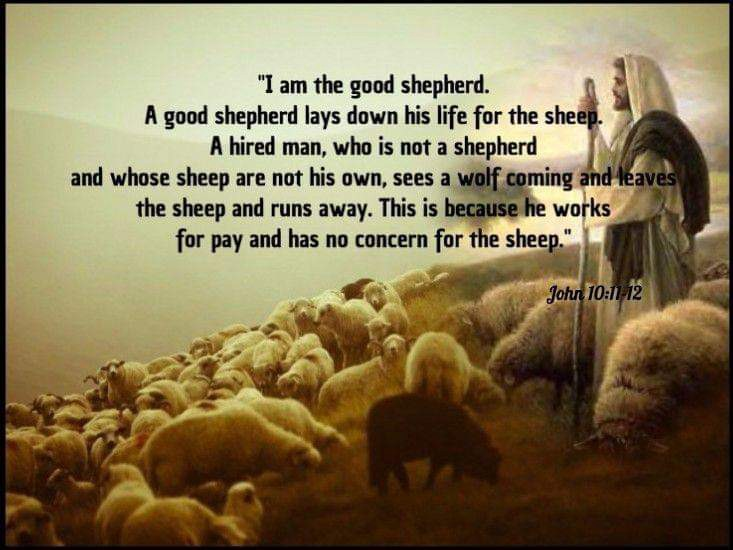 "I am the good shepherd.
A good shepherd lays down his life for the sheep.
A hired man, who is not a shepherd
and whose sheep are not his own, sees a wolf coming and leaves
the sheep and runs away. This is because he works
for pay and has no concern for the sheep."
John 10:11-12